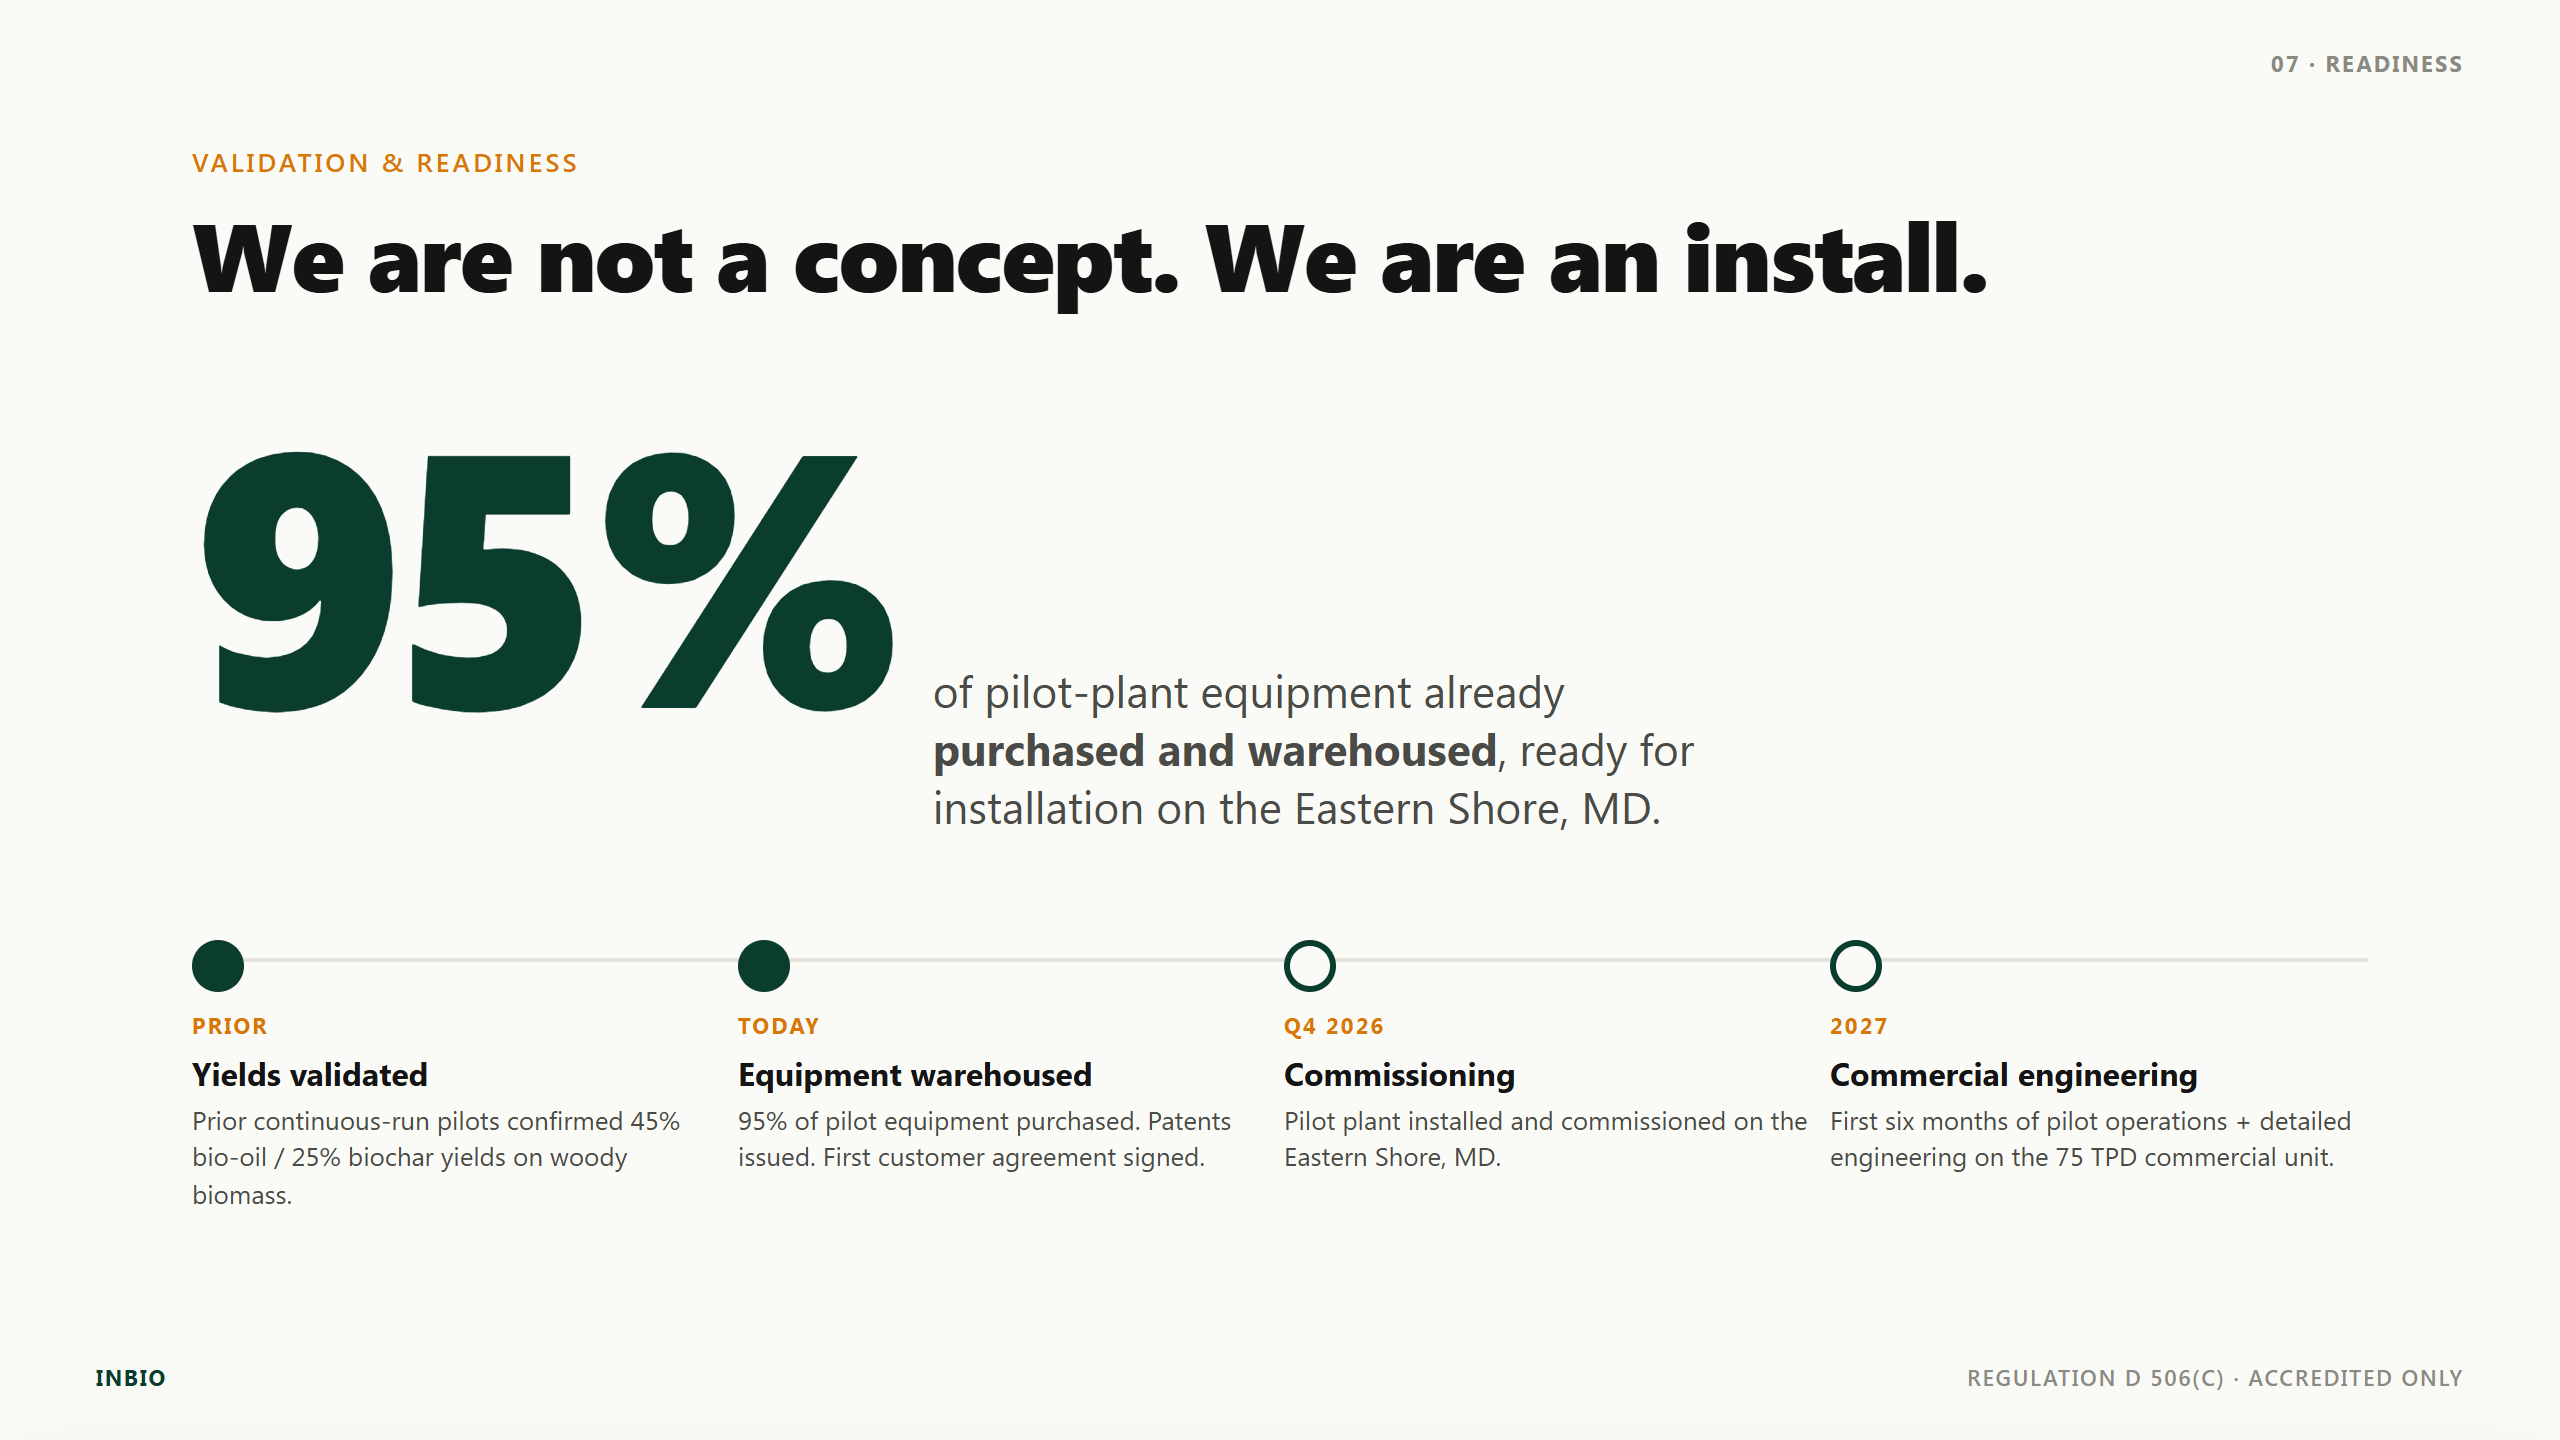 07 · READINESS
VALIDATION & READINESS
We are not a concept. We are an install.
95%
of pilot-plant equipment already
purchased and warehoused, ready for
installation on the Eastern Shore, MD.
PRIOR
Yields validated
Prior continuous-run pilots confirmed 45%
bio-oil / 25% biochar yields on woody
biomass.
TODAY
Equipment warehoused
95% of pilot equipment purchased. Patents
issued. First customer agreement signed.
Q4 2026
Commissioning
Pilot plant installed and commissioned on the
Eastern Shore, MD.
2027
Commercial engineering
First six months of pilot operations + detailed
engineering on the 75 TPD commercial unit.
INBIO
REGULATION D 506(C) · ACCREDITED ONLY